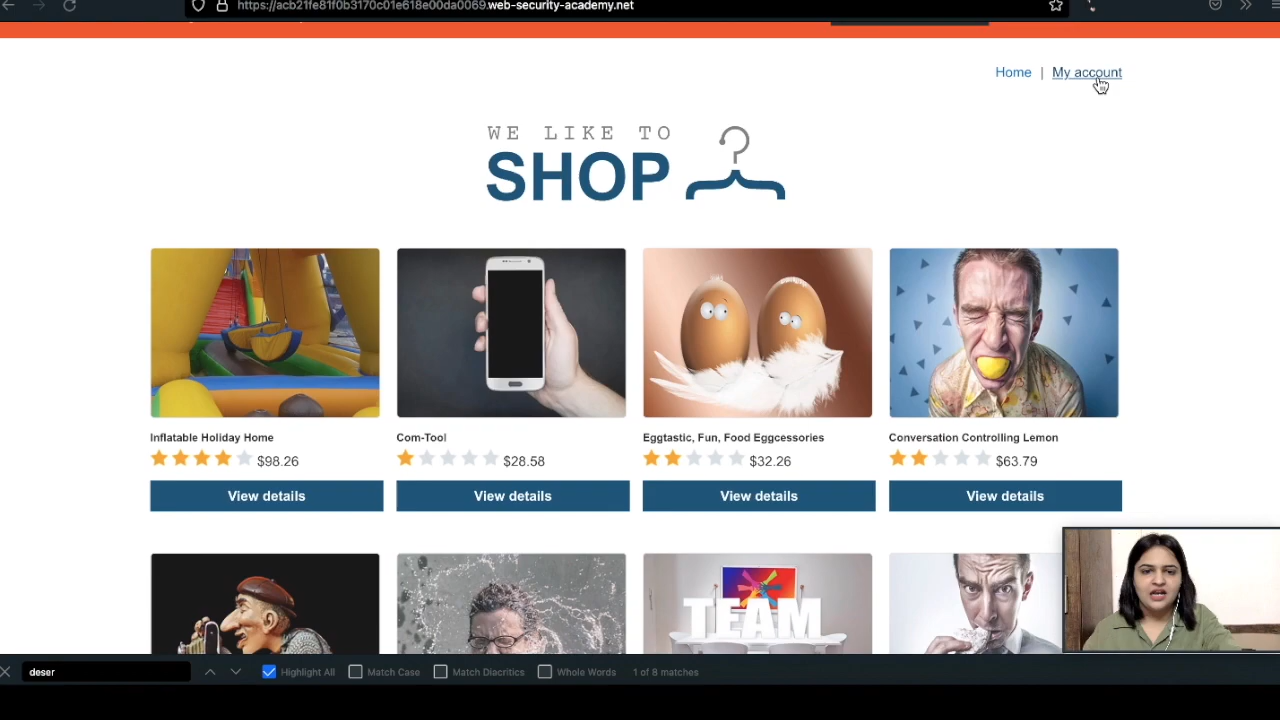 https://acb21fe81f0b3170c01e618e00da0069.web-security-academy.net
Home | My account
WE LIKE TO
SHOP
Inflatable Holiday Home
$98.26
View details
Com-Tool
$28.58
View details
Eggtastic, Fun, Food Eggcessories
$32.26
View details
Conversation Controlling Lemon
$63.79
View details
TEAM
deser
Highlight All
Match Case
Match Diacritics
Whole Words
1 of 8 matches